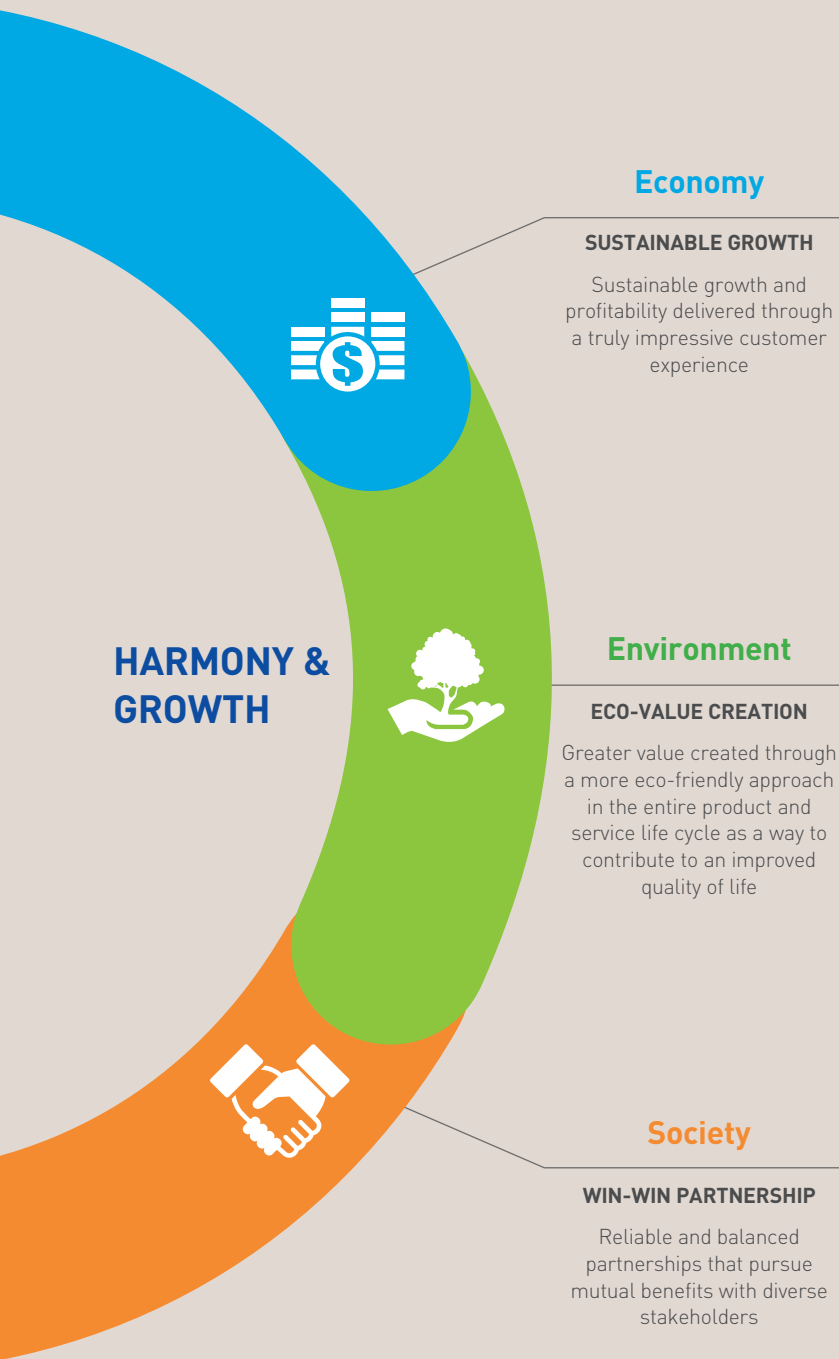 Economy
SUSTAINABLE GROWTH
Sustainable growth and
profitability delivered through
a truly impressive customer
experience
HARMONY &
GROWTH
Environment
ECO-VALUE CREATION
Greater value created through
a more eco-friendly approach
in the entire product and
service life cycle as a way to
contribute to an improved
quality of life
Society
WIN-WIN PARTNERSHIP
Reliable and balanced
partnerships that pursue
mutual benefits with diverse
stakeholders
$